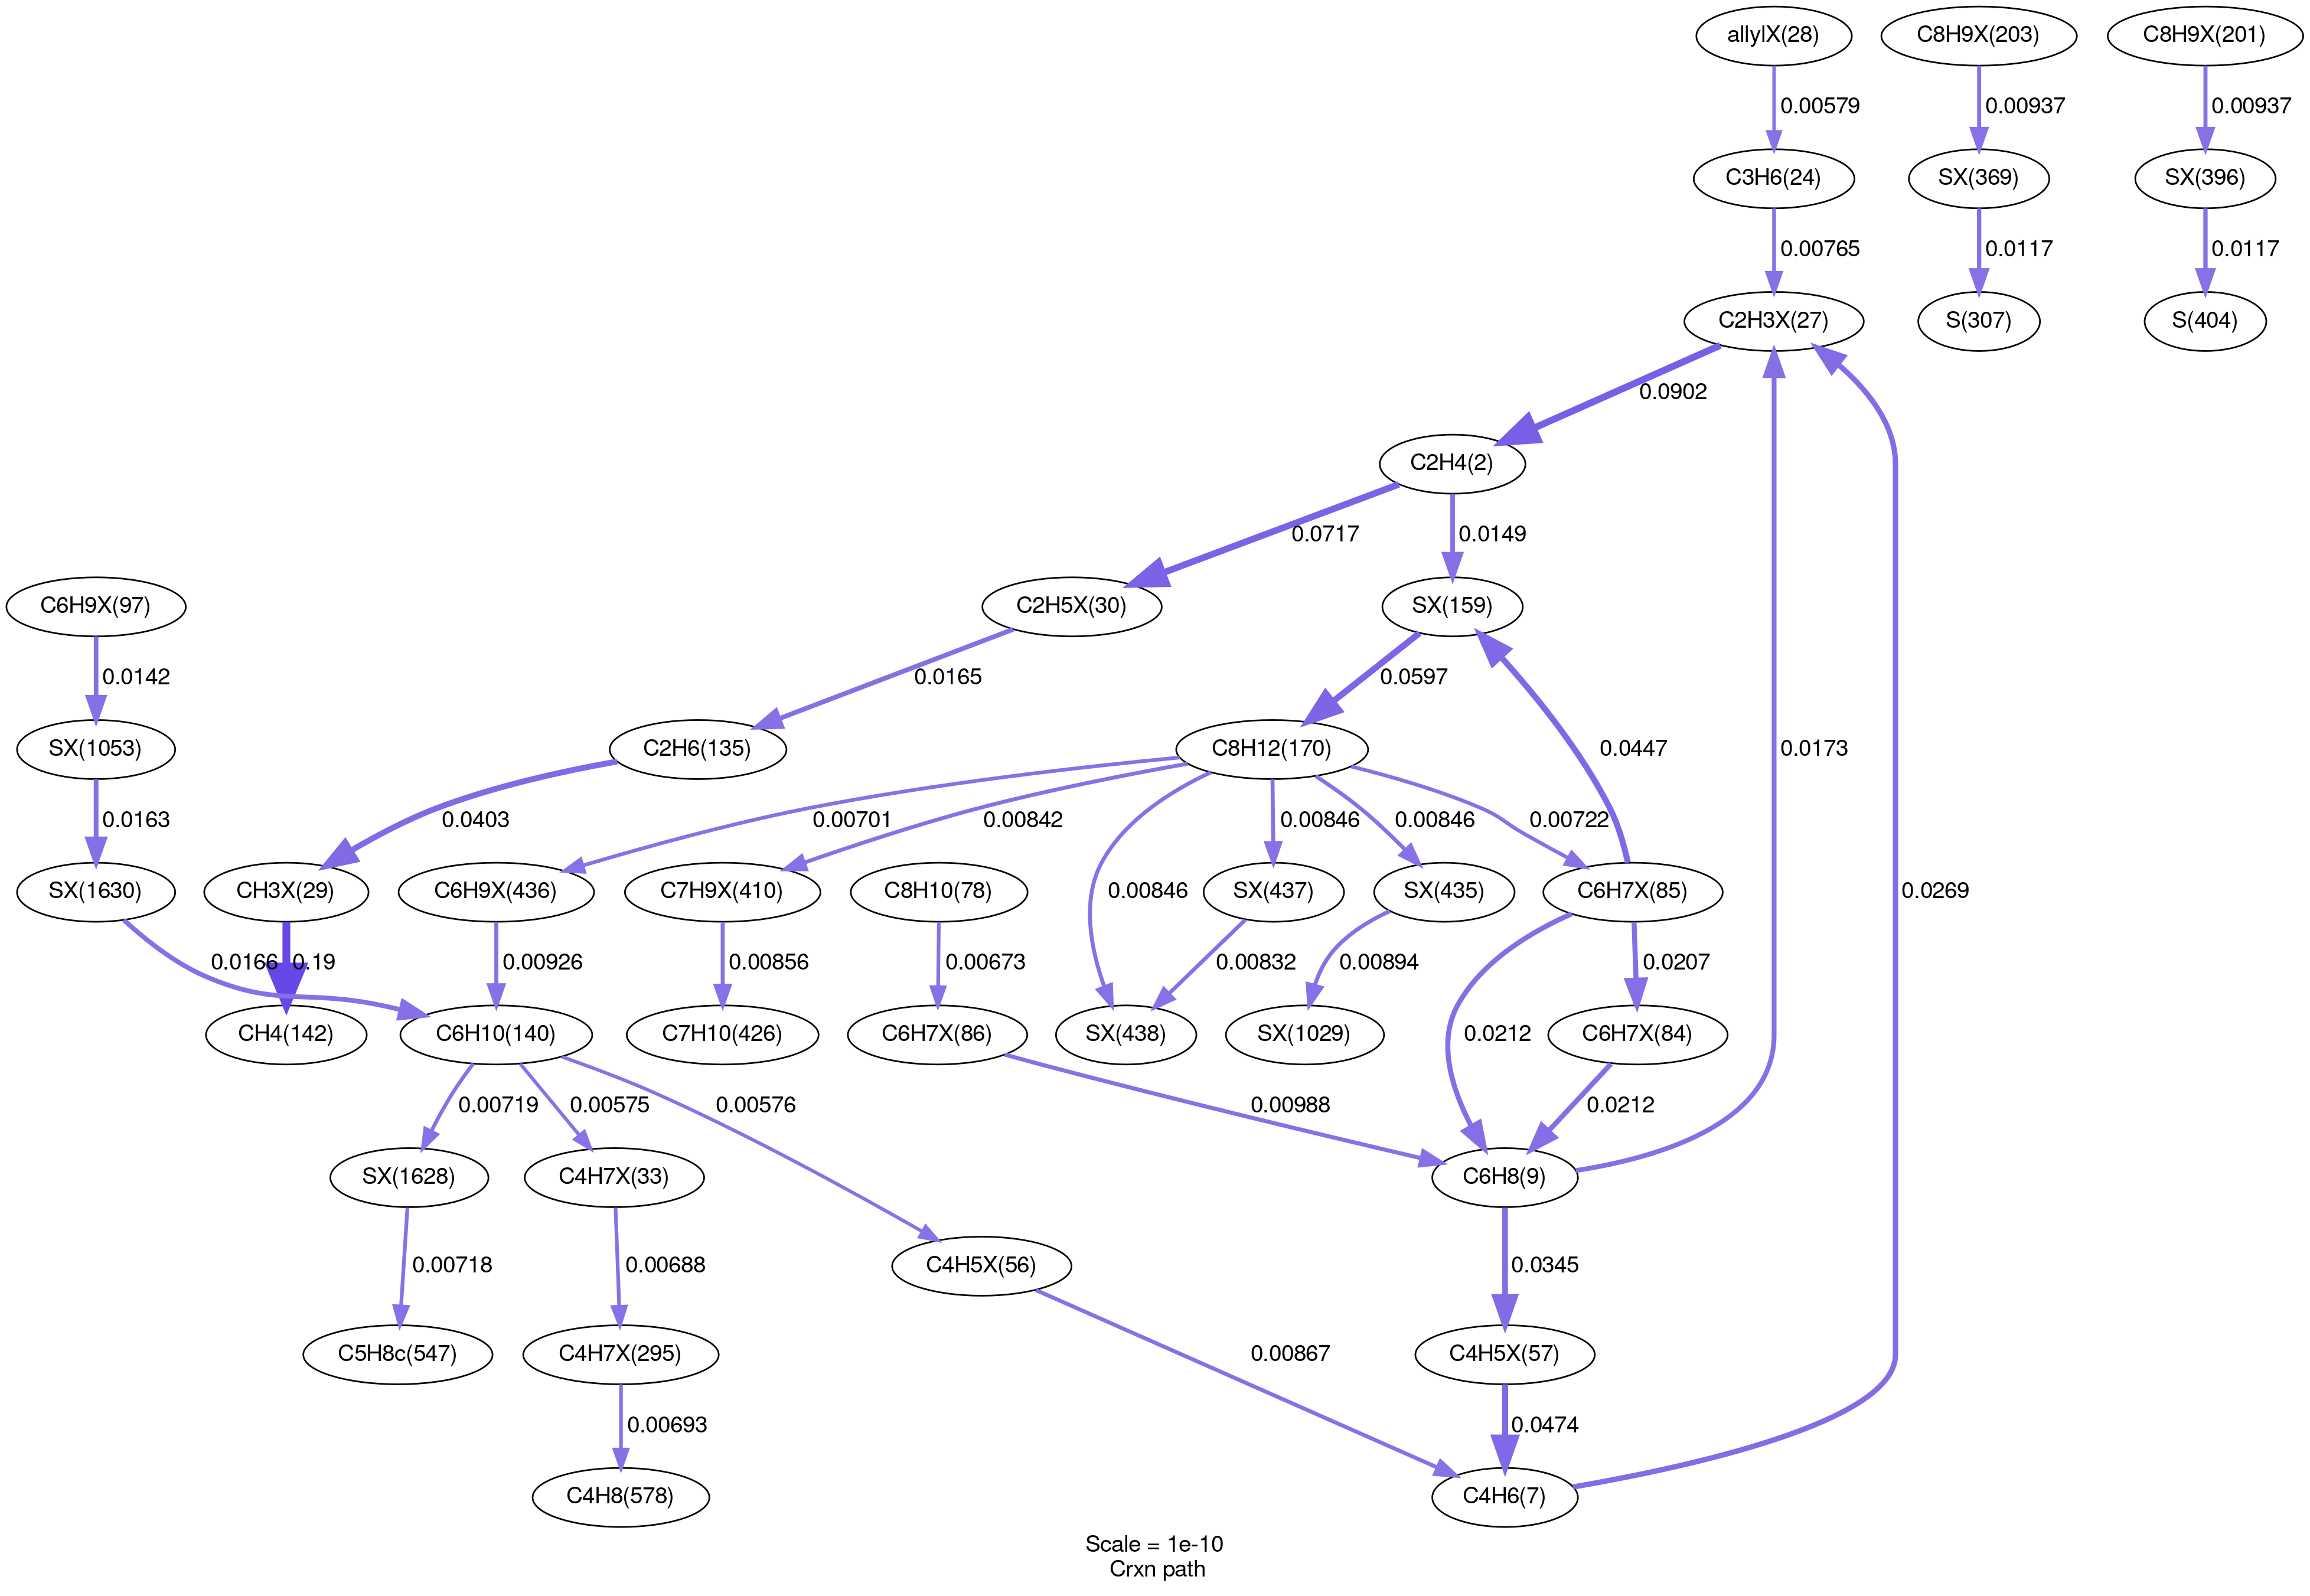 allylX(28)
C8H9X(203)
C8H9X(201)
0.00579
0.00937
0.00937
C3H6(24)
SX(369)
SX(396)
0.00765
0.0117
0.0117
C2H3X(27)
S(307)
S(404)
0.0902
C2H4(2)
0.0717
0.0149
C6H9X(97)
C2H5X(30)
SX(159)
0.0142
0.0165
0.0597
SX(1053)
C2H6(135)
C8H12(170)
0.0447
0.0173
0.0163
0.0403
0.00701
0.00842
0.00846
0.00846
0.00722
SX(1630)
CH3X(29)
C6H9X(436)
C7H9X(410)
C8H10(78)
0.00846
SX(437)
SX(435)
C6H7X(85)
0.0269
0.0166
0.19
0.00926
0.00856
0.00673
0.00832
0.00894
0.0207
CH4(142)
C6H10(140)
C7H10(426)
C6H7X(86)
SX(438)
SX(1029)
0.0212
C6H7X(84)
0.00719
0.00575
0.00576
0.00988
0.0212
SX(1628)
C4H7X(33)
C6H8(9)
0.00718
0.00688
C4H5X(56)
0.0345
C5H8c(547)
C4H7X(295)
0.00867
C4H5X(57)
0.00693
0.0474
C4H8(578)
C4H6(7)
Scale = 1e-10
Crxn path